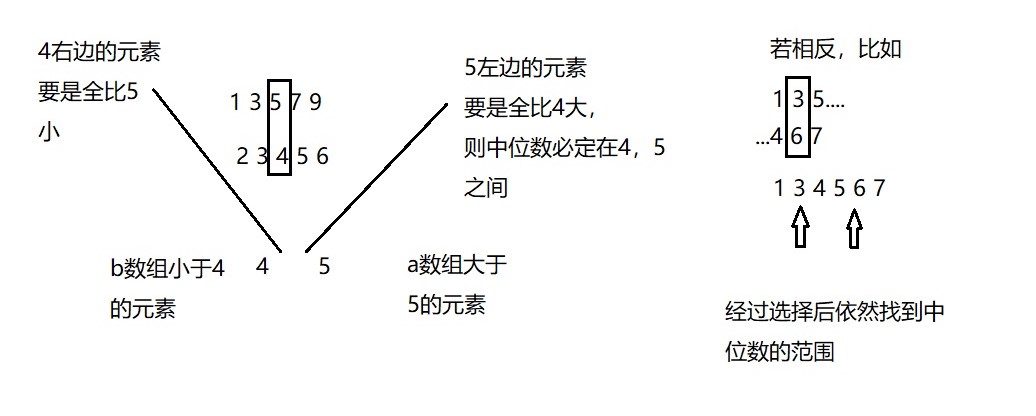 4右边的元素
要是全比5
小
1 3 5 7 9
2 3 4 5 6
5左边的元素
要是全比4大，
则中位数必定在4，5
之间
b数组小于4
的元素
4
5
a数组大于
5的元素
若相反，比如
1 3 5....
...4 6 7
1 3 4 5 6 7
经过选择后依然找到中
位数的范围